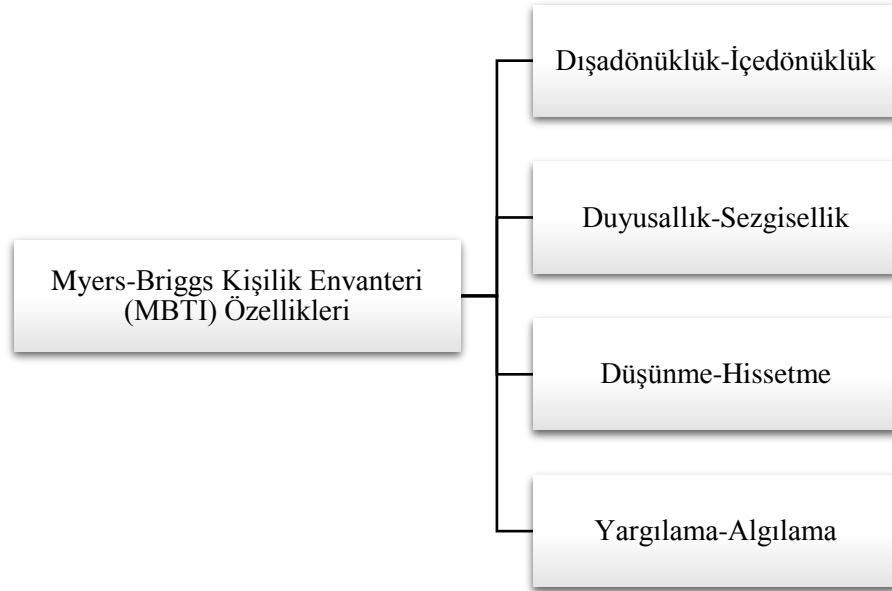 Myers-Briggs Kişilik Envanteri
(MBTI) Özellikleri
Dışadönüklük-İçedönüklük
Duyusallık-Sezgisellik
Düşünme-Hissetme
Yargılama-Algılama